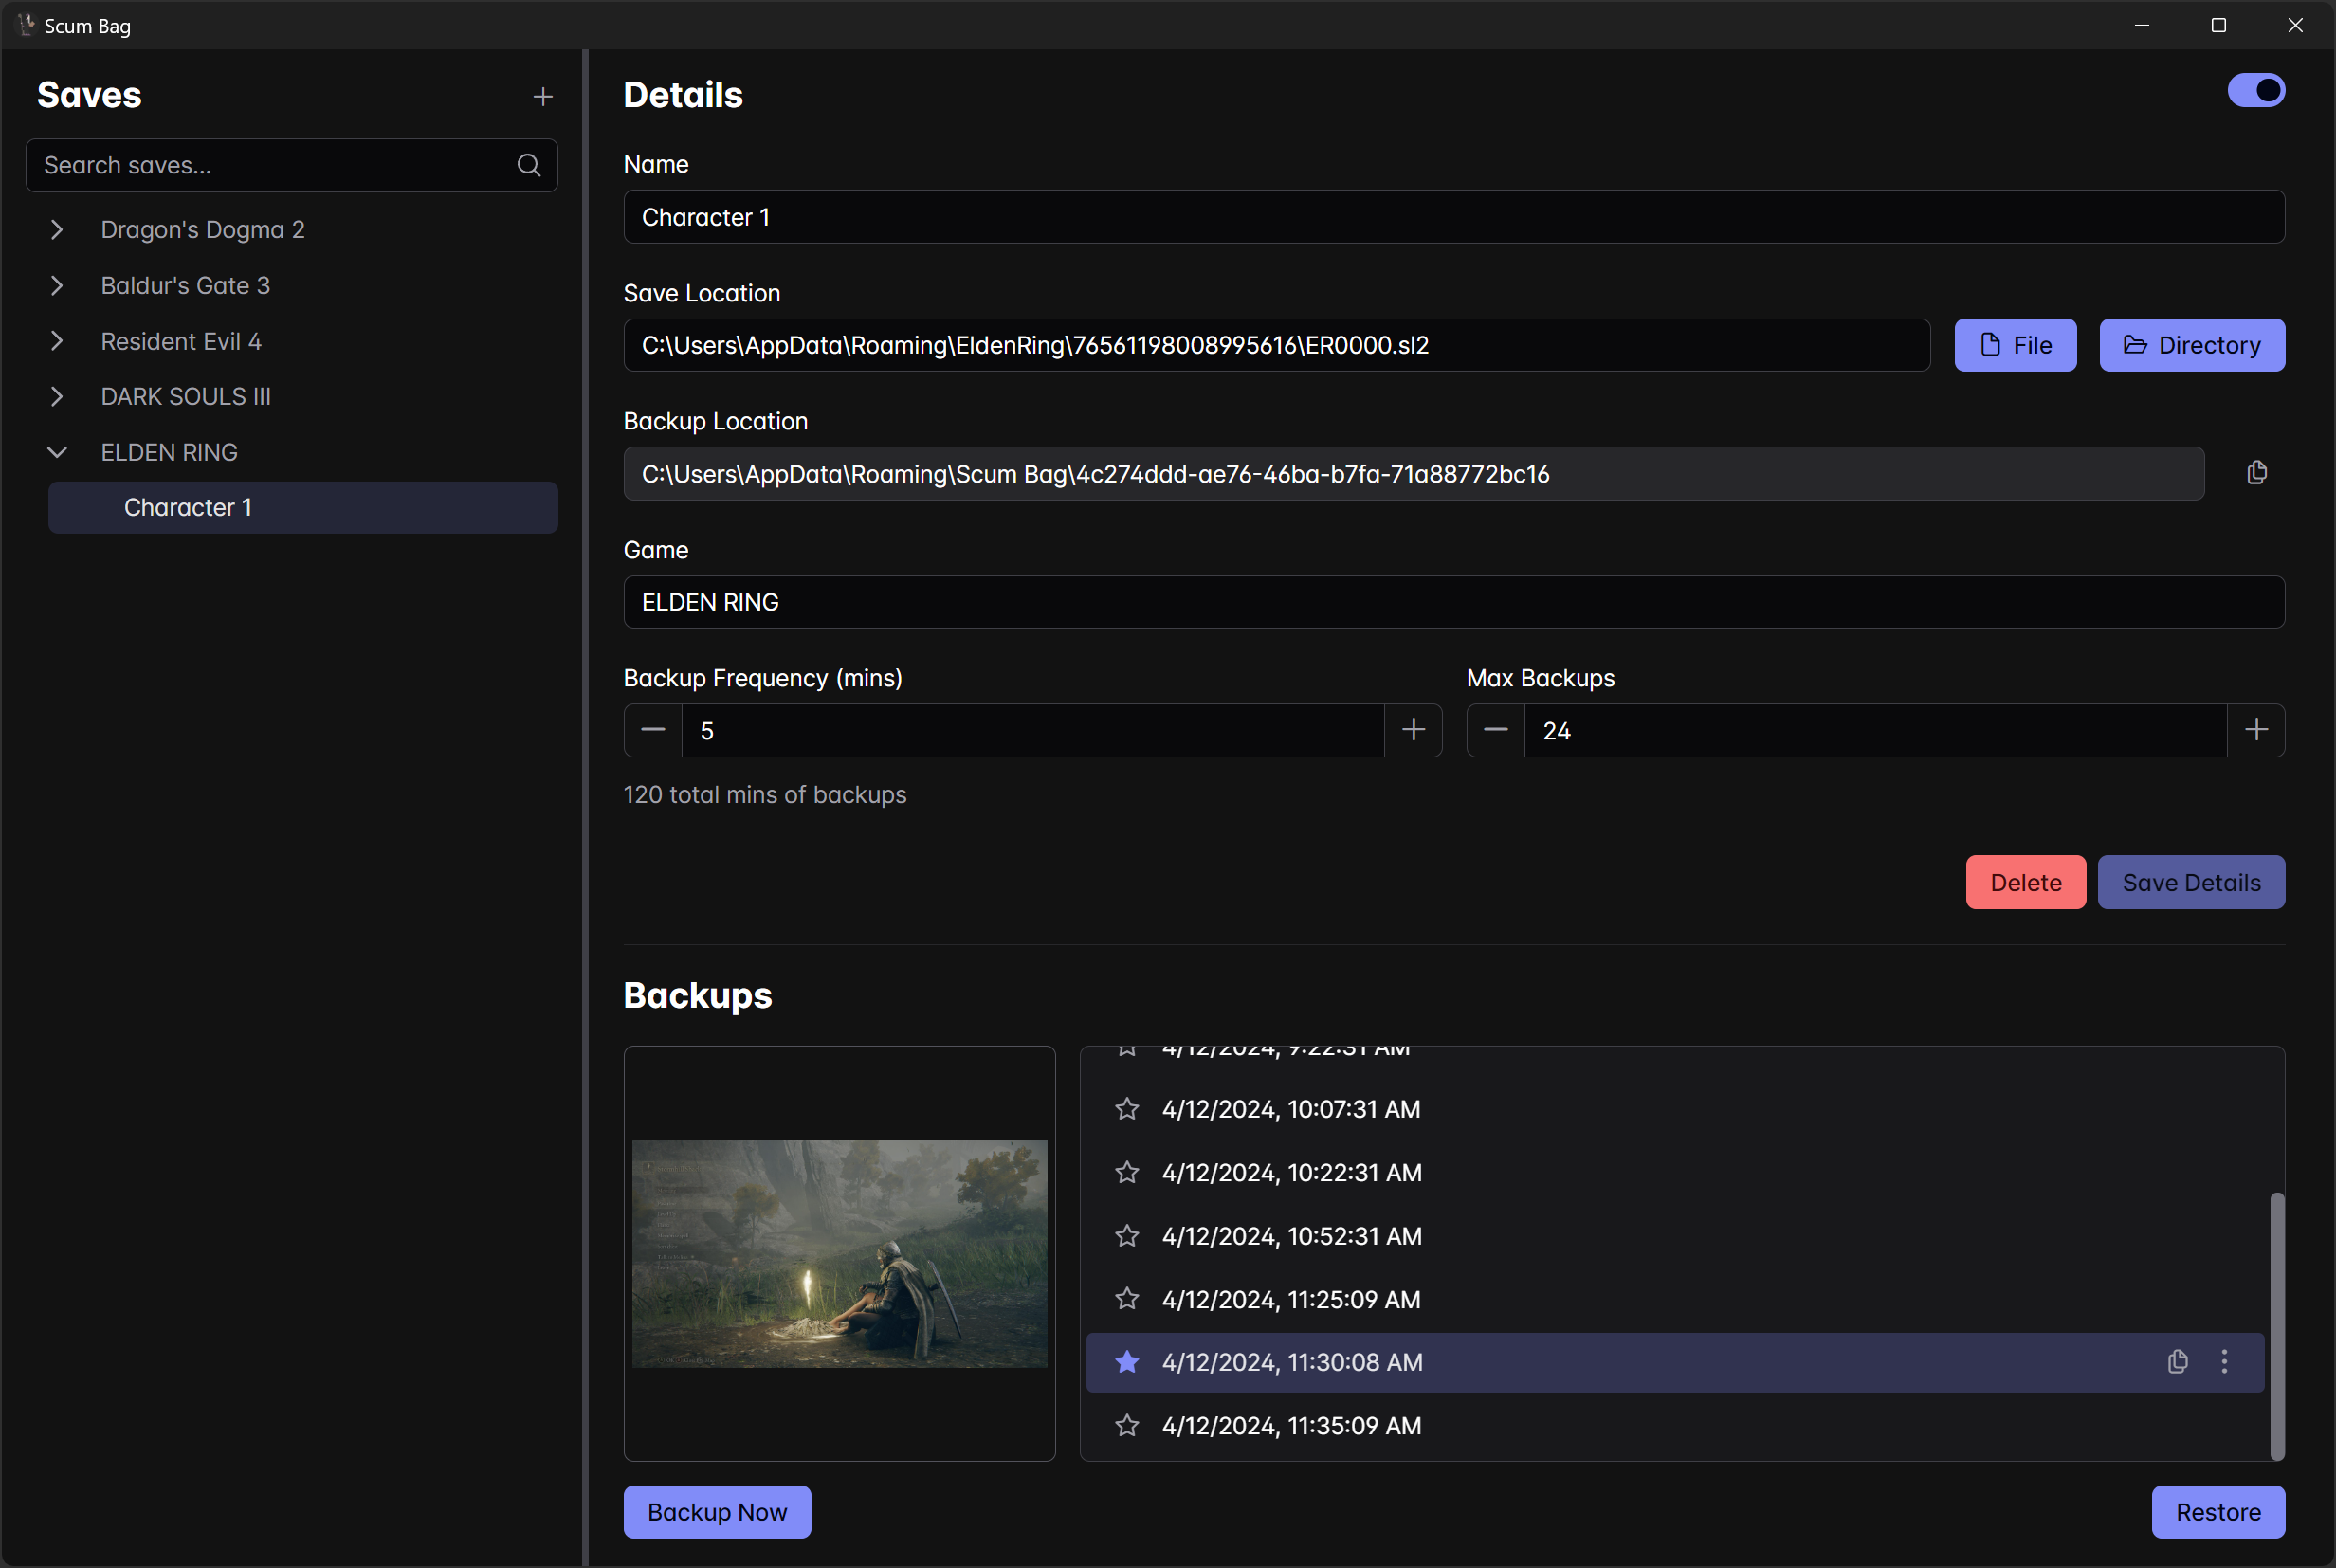 Scum Bag
Saves
Search saves...
Dragon's Dogma 2
Baldur's Gate 3
Resident Evil 4
DARK SOULS III
ELDEN RING
Character 1
Details
Name
Character 1
Save Location
C:\Users\AppData\Roaming\EldenRing\76561198008995616\ER0000.sl2
File
Directory
Backup Location
C:\Users\AppData\Roaming\Scum Bag\4c274ddd-ae76-46ba-b7fa-71a88772bc16
Game
ELDEN RING
Backup Frequency (mins)
Max Backups
5
24
120 total mins of backups
Delete
Save Details
Backups
4/12/2024, 9:22:31 AM
4/12/2024, 10:07:31 AM
4/12/2024, 10:22:31 AM
4/12/2024, 10:52:31 AM
4/12/2024, 11:25:09 AM
4/12/2024, 11:30:08 AM
4/12/2024, 11:35:09 AM
Backup Now
Restore